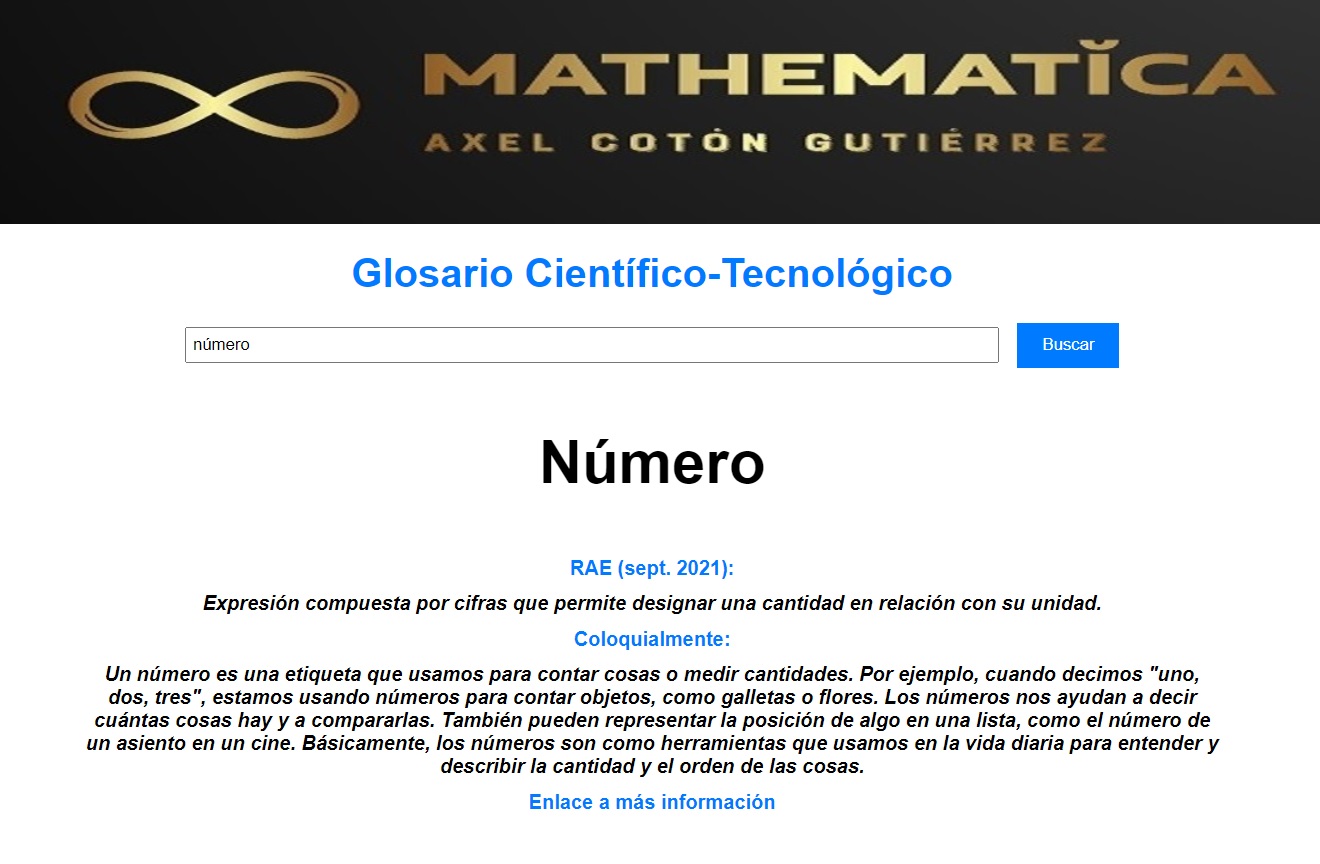 MATHEMATĬCA
AXEL COTÓN GUTIÉRREZ
Glosario Científico-Tecnológico
número
Buscar
Número
RAE (sept. 2021):
Expresión compuesta por cifras que permite designar una cantidad en relación con su unidad.
Coloquialmente:
Un número es una etiqueta que usamos para contar cosas o medir cantidades. Por ejemplo, cuando decimos "uno,
dos, tres", estamos usando números para contar objetos, como galletas o flores. Los números nos ayudan a decir
cuántas cosas hay y a compararlas. También pueden representar la posición de algo en una lista, como el número de
un asiento en un cine. Básicamente, los números son como herramientas que usamos en la vida diaria para entender y
describir la cantidad y el orden de las cosas.
Enlace a más información